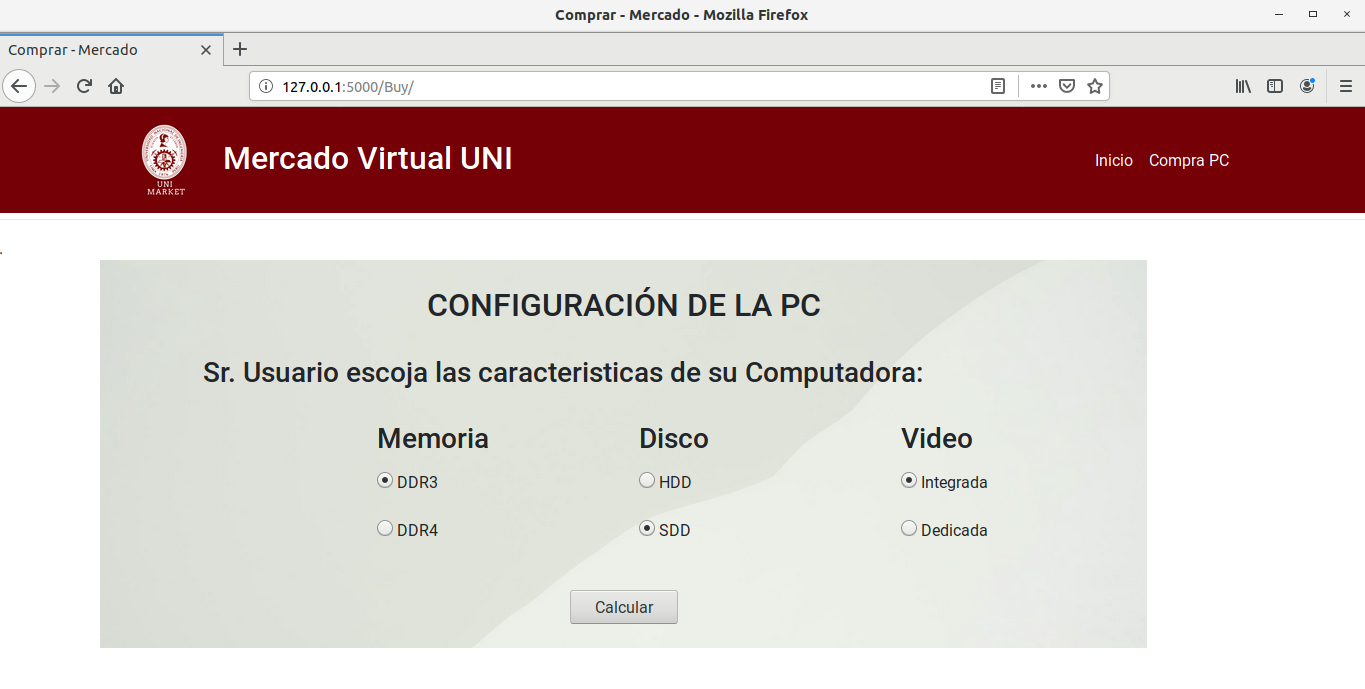 Comprar - Mercado - Mozilla Firefox
Comprar - Mercado
127.0.0.1:5000/Buy/
UNI
MARKET
Mercado Virtual UNI
Inicio Compra PC
.
CONFIGURACIÓN DE LA PC
Sr. Usuario escoja las caracteristicas de su Computadora:
Memoria Disco Video
DDR3 HDD Integrada
DDR4 SDD Dedicada
Calcular